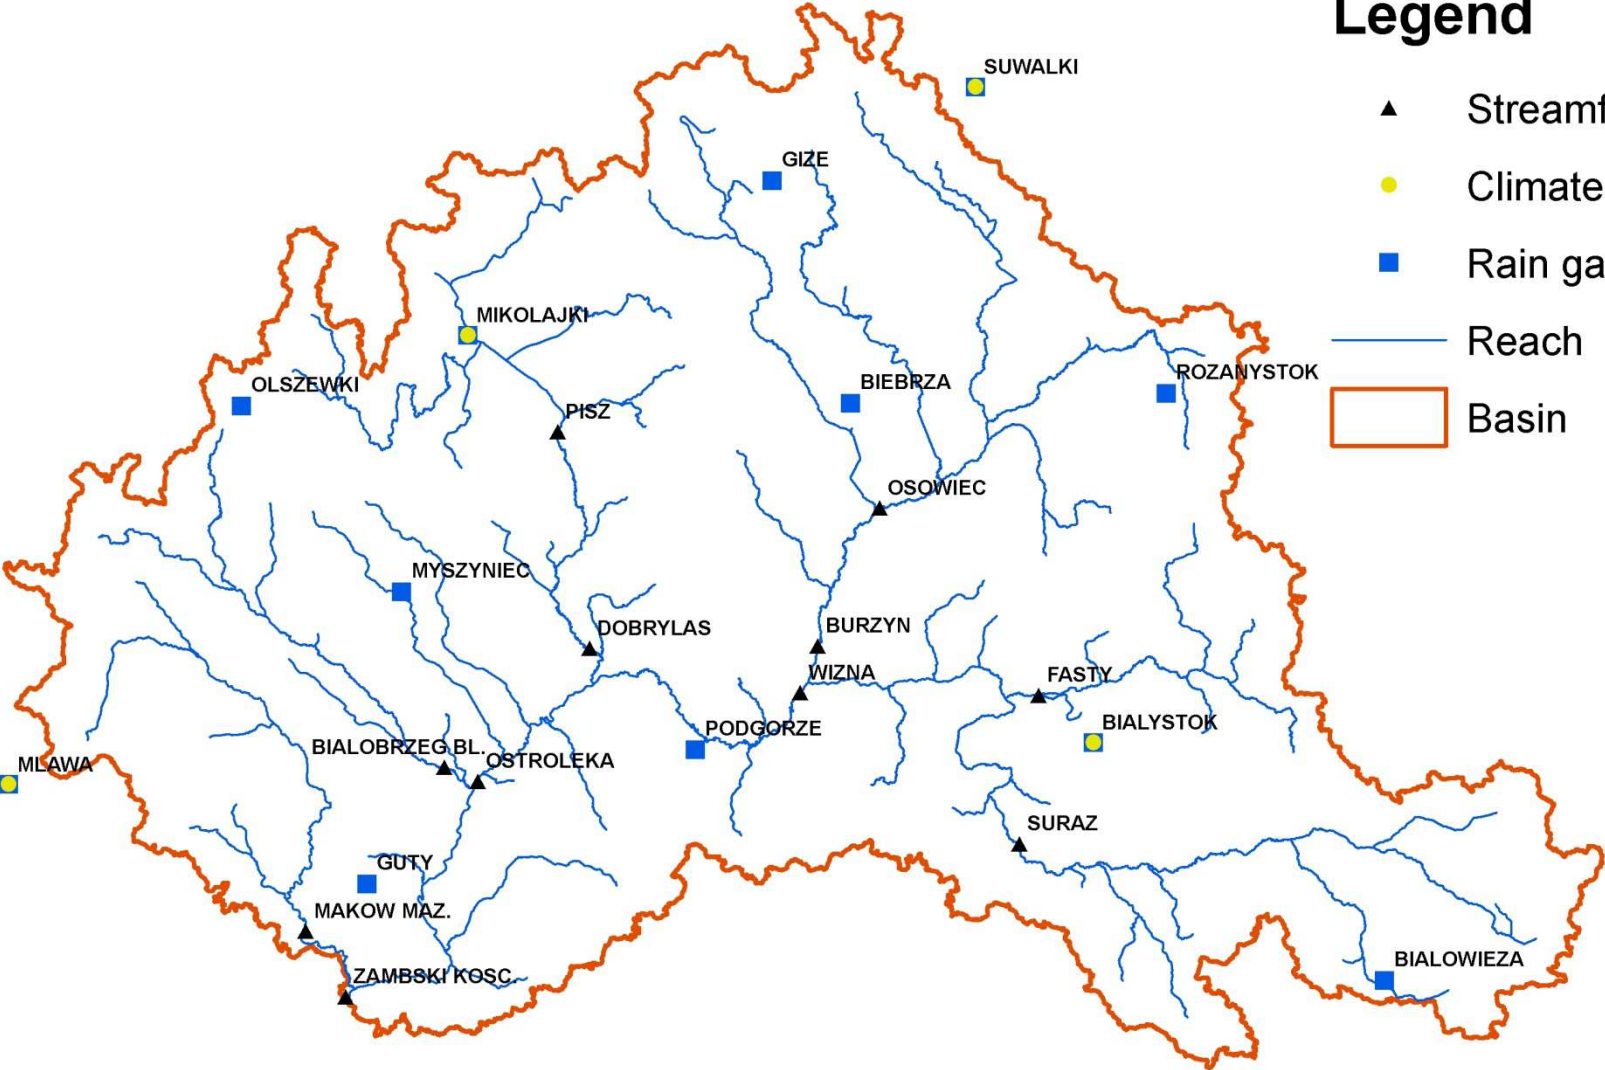 Legend
SUWALKI
Streamf
GIZE
Climate
Rain ga
MIKOLAJKI
Reach
OLSZEWKI
BIEBRZA
ROZANYSTOK
PISZ
Basin
OSOWIEC
MYSZYNIEC
DOBRYLAS
BURZYN
WIZNA
FASTY
BIALYSTOK
PODGORZE
BIALOBRZEG BL.
OSTROLEKA
MLAWA
SURAZ
GUTY
MAKOW MAZ.
BIALOWIEZA
ZAMBSKI KOSC.